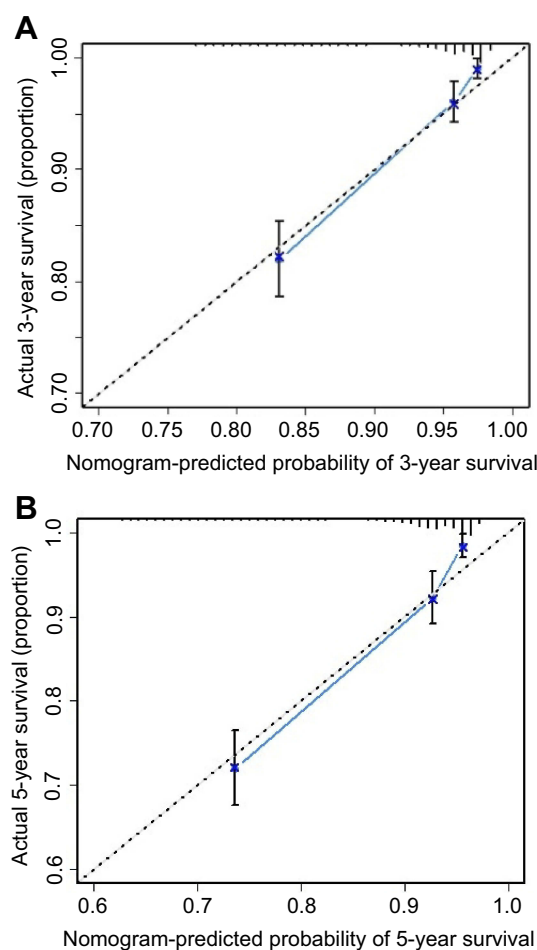 A
Actual 3-year survival (proportion)
1.00
0.90
0.80
0.70
0.70 0.75 0.80 0.85 0.90 0.95 1.00
Nomogram-predicted probability of 3-year survival
B
Actual 5-year survival (proportion)
1.0
0.9
0.8
0.7
0.6
0.6 0.7 0.8 0.9 1.0
Nomogram-predicted probability of 5-year survival